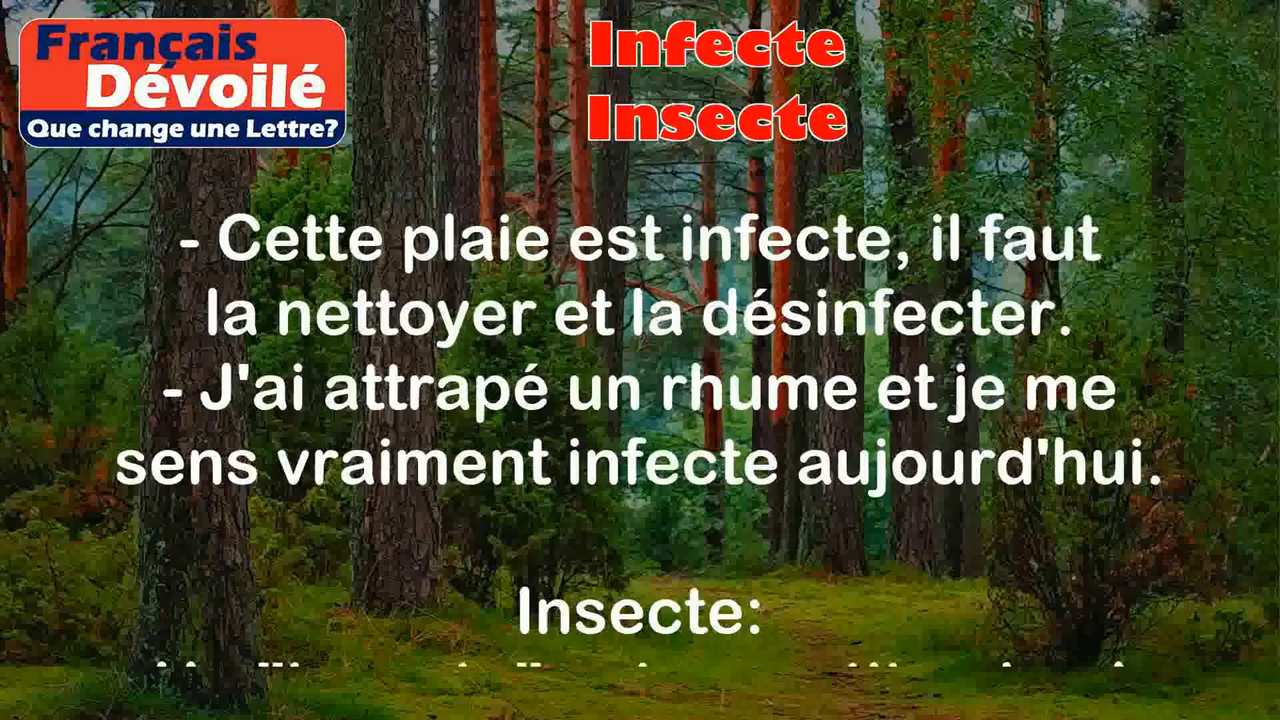 Français
Dévoilé
Que change une Lettre?
Infecte
Insecte
- Cette plaie est infecte, il faut
la nettoyer et la désinfecter.
- J'ai attrapé un rhume et je me
sens vraiment infecte aujourd'hui.
Insecte: